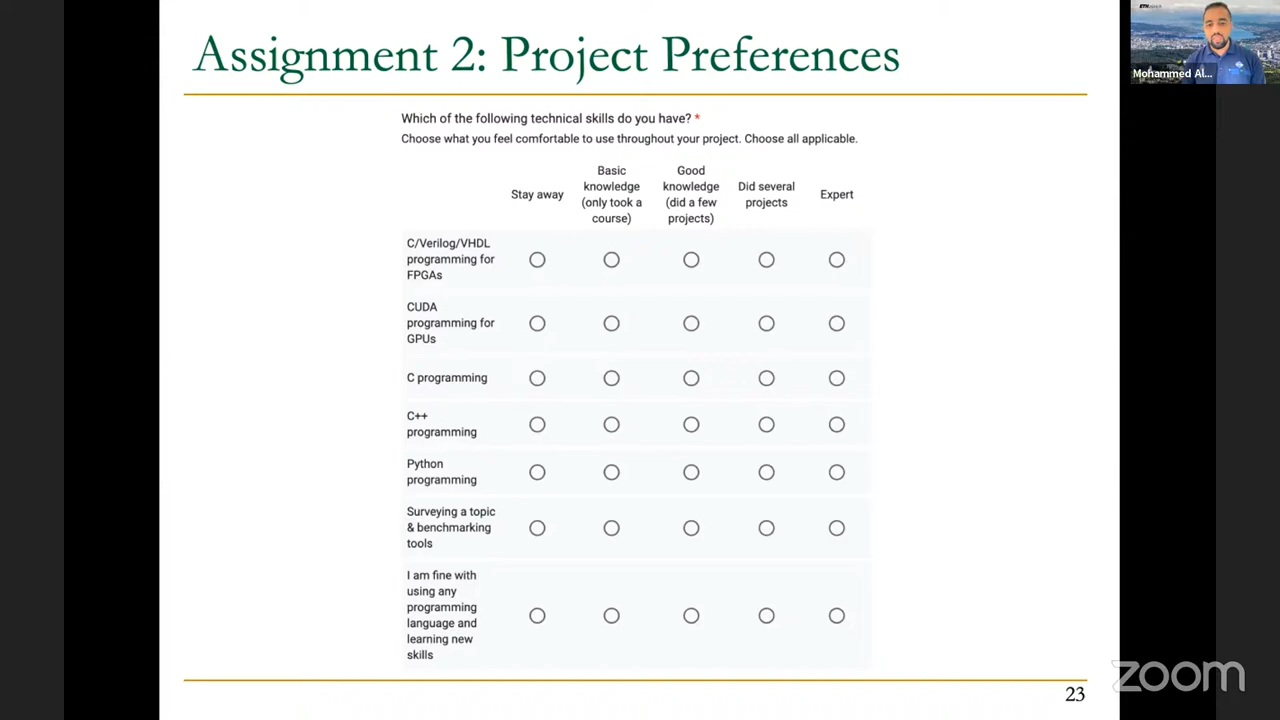 Assignment 2: Project Preferences
Mohammed Al...
Which of the following technical skills do you have? *
Choose what you feel comfortable to use throughout your project. Choose all applicable.
Stay away
Basic
knowledge
(only took a
course)
Good
knowledge
(did a few
projects)
Did several
projects
Expert
C/Verilog/VHDL
programming for
FPGAs
CUDA
programming for
GPUs
C programming
C++
programming
Python
programming
Surveying a topic
& benchmarking
tools
I am fine with
using any
programming
language and
learning new
skills
zoom
23